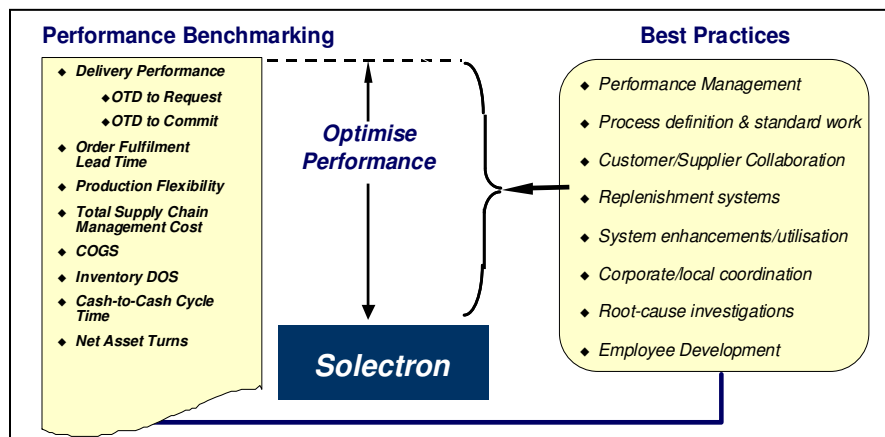 Performance Benchmarking
◆ Delivery Performance
◆OTD to Request
◆OTD to Commit
◆ Order Fulfilment
Lead Time
◆ Production Flexibility
◆ Total Supply Chain
Management Cost
◆ COGS
◆ Inventory DOS
◆ Cash-to-Cash Cycle
Time
◆ Net Asset Turns
Optimise
Performance
Solectron
Best Practices
◆ Performance Management
◆ Process definition & standard work
◆ Customer/Supplier Collaboration
◆ Replenishment systems
◆ System enhancements/utilisation
◆ Corporate/local coordination
◆ Root-cause investigations
◆ Employee Development